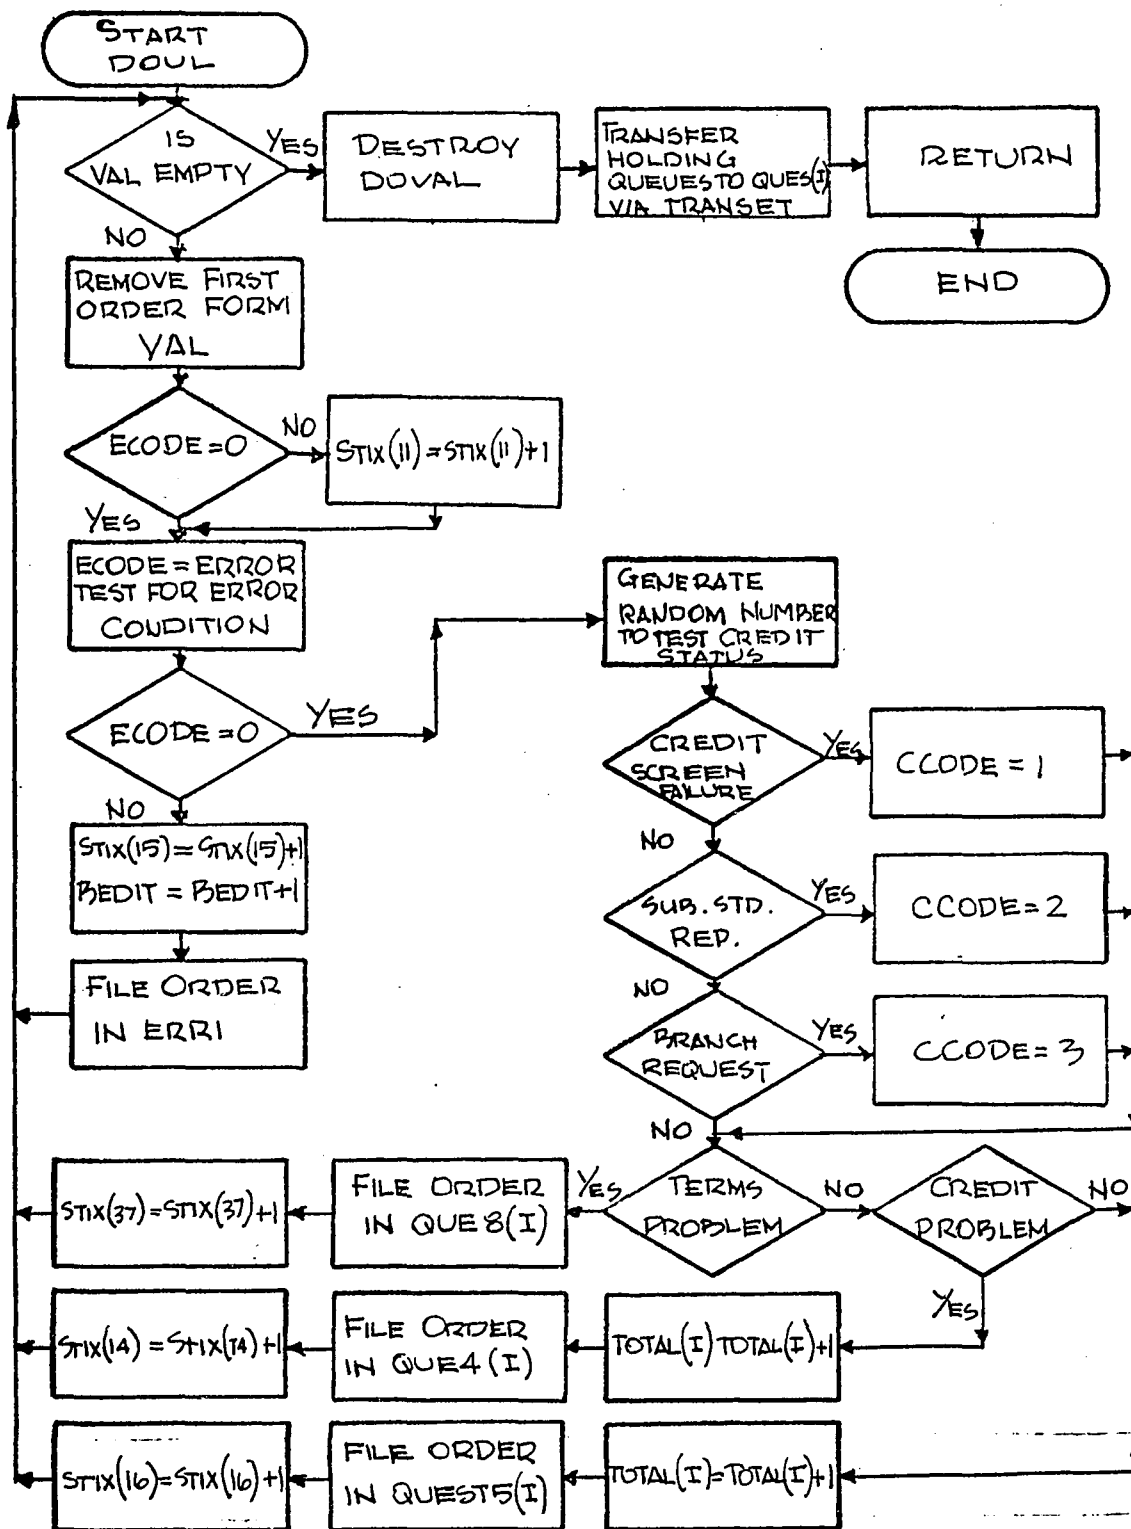 START
DOUL
IS
VAL EMPTY
YES
DESTROY
DOVAL
TRANSFER
HOLDING
QUEUES TO QUES(I)
VIA TRANSET
RETURN
END
NO
REMOVE FIRST
ORDER FORM
VAL
ECODE=0
NO
STIX(11)=STIX(11)+1
YES
ECODE=ERROR
TEST FOR ERROR
CONDITION
ECODE=0
YES
NO
STIX(15)=STIX(15)+1
BEDIT=BEDIT+1
FILE ORDER
IN ERR1
GENERATE
RANDOM NUMBER
TO TEST CREDIT
STATUS
CREDIT
SCREEN
FAILURE
YES
CCODE=1
NO
SUB. STD.
REP.
YES
CCODE=2
NO
BRANCH
REQUEST
YES
CCODE=3
NO
TERMS
PROBLEM
YES
FILE ORDER
IN QUE8(I)
STIX(37)=STIX(37)+1
NO
CREDIT
PROBLEM
NO
YES
TOTAL(I) TOTAL(I)+1
FILE ORDER
IN QUE4(I)
STIX(14)=STIX(14)+1
TOTAL(I)=TOTAL(I)+1
FILE ORDER
IN QUEST5(I)
STIX(16)=STIX(16)+1